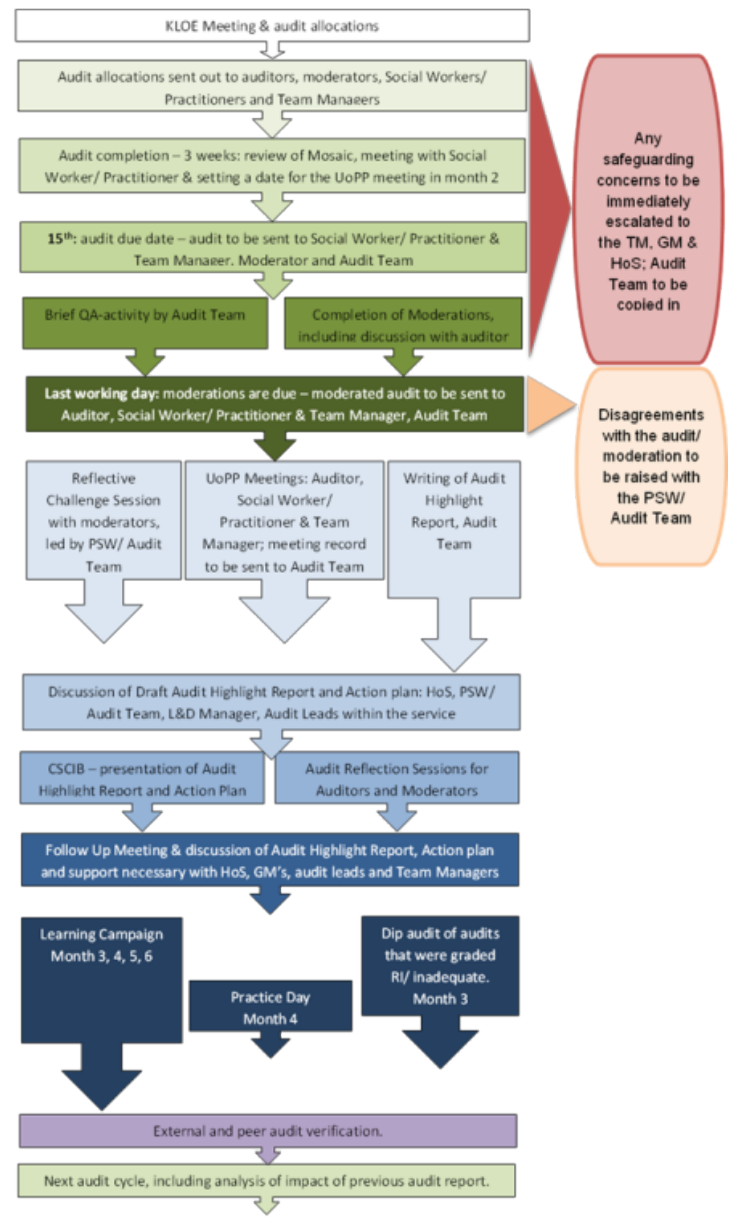 KLOE Meeting & audit allocations
Audit allocations sent out to auditors, moderators, Social Workers/
Practitioners and Team Managers
Audit completion – 3 weeks: review of Mosaic, meeting with Social
Worker/ Practitioner & setting a date for the UoPP meeting in month 2
15th: audit due date – audit to be sent to Social Worker/ Practitioner &
Team Manager, Moderator and Audit Team
Brief QA-activity by Audit Team
Completion of Moderations,
including discussion with auditor
Last working day: moderations are due – moderated audit to be sent to
Auditor, Social Worker/ Practitioner & Team Manager, Audit Team
Any
safeguarding
concerns to be
immediately
escalated to
the TM, GM &
HoS; Audit
Team to be
copied in
Disagreements
with the audit/
moderation to
be raised with
the PSW/
Audit Team
Reflective
Challenge Session
with moderators,
led by PSW/ Audit
Team
UoPP Meetings: Auditor,
Social Worker/
Practitioner & Team
Manager; meeting record
to be sent to Audit Team
Writing of Audit
Highlight
Report, Audit
Team
Discussion of Draft Audit Highlight Report and Action plan: HoS, PSW/
Audit Team, L&D Manager, Audit Leads within the service
CSCIB – presentation of Audit
Highlight Report and Action Plan
Audit Reflection Sessions for
Auditors and Moderators
Follow Up Meeting & discussion of Audit Highlight Report, Action plan
and support necessary with HoS, GM's, audit leads and Team Managers
Learning Campaign
Month 3, 4, 5, 6
Practice Day
Month 4
Dip audit of audits
that were graded
RI/ inadequate.
Month 3
External and peer audit verification.
Next audit cycle, including analysis of impact of previous audit report.